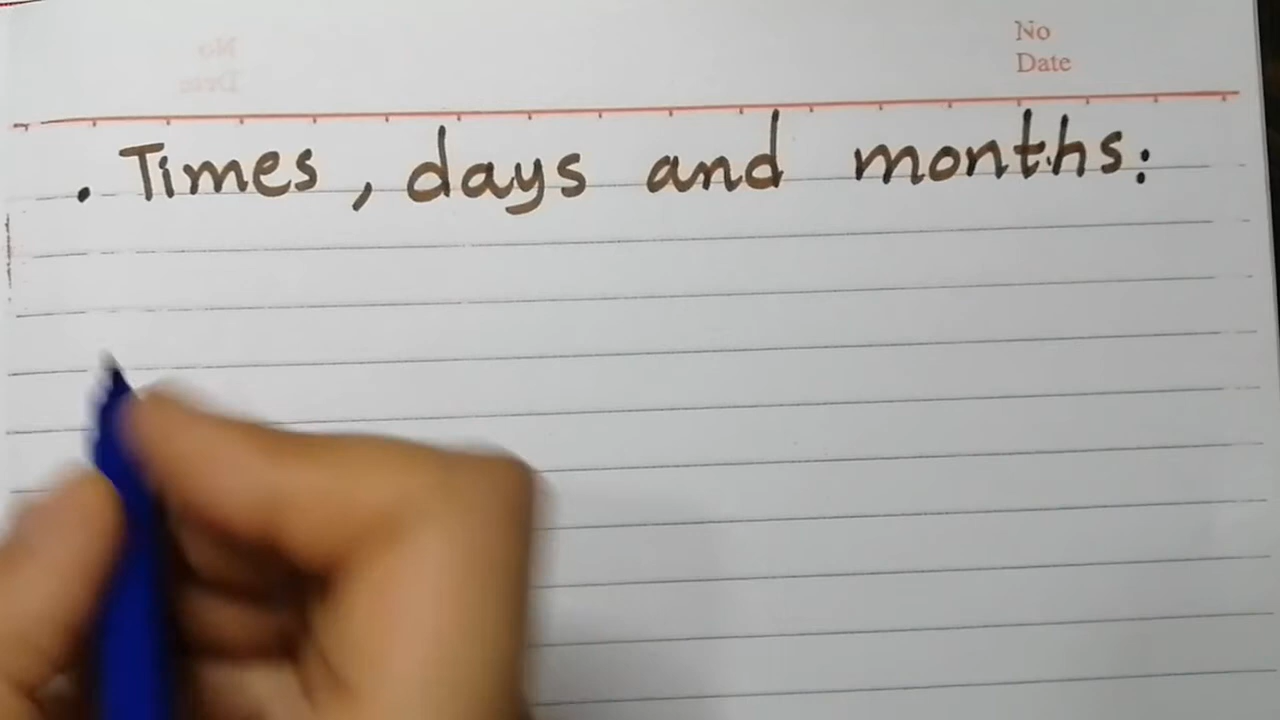 No
Date
. Times, days and months: